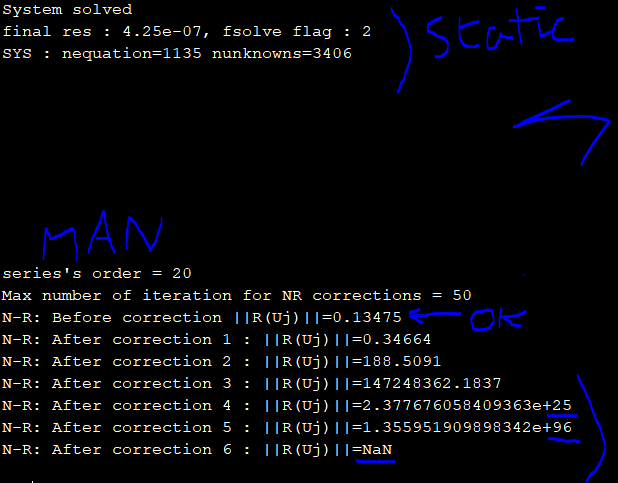 System solved
final res : 4.25e-07, fsolve flag : 2
SYS : nequation=1135 nunknowns=3406
Static
MAN
series's order = 20
Max number of iteration for NR corrections = 50
N-R: Before correction ||R(Uj)||=0.13475 OK
N-R: After correction 1 : ||R(Uj)||=0.34664
N-R: After correction 2 : ||R(Uj)||=188.5091
N-R: After correction 3 : ||R(Uj)||=147248362.1837
N-R: After correction 4 : ||R(Uj)||=2.377676058409363e+25
N-R: After correction 5 : ||R(Uj)||=1.355951909898342e+96
N-R: After correction 6 : ||R(Uj)||=NaN